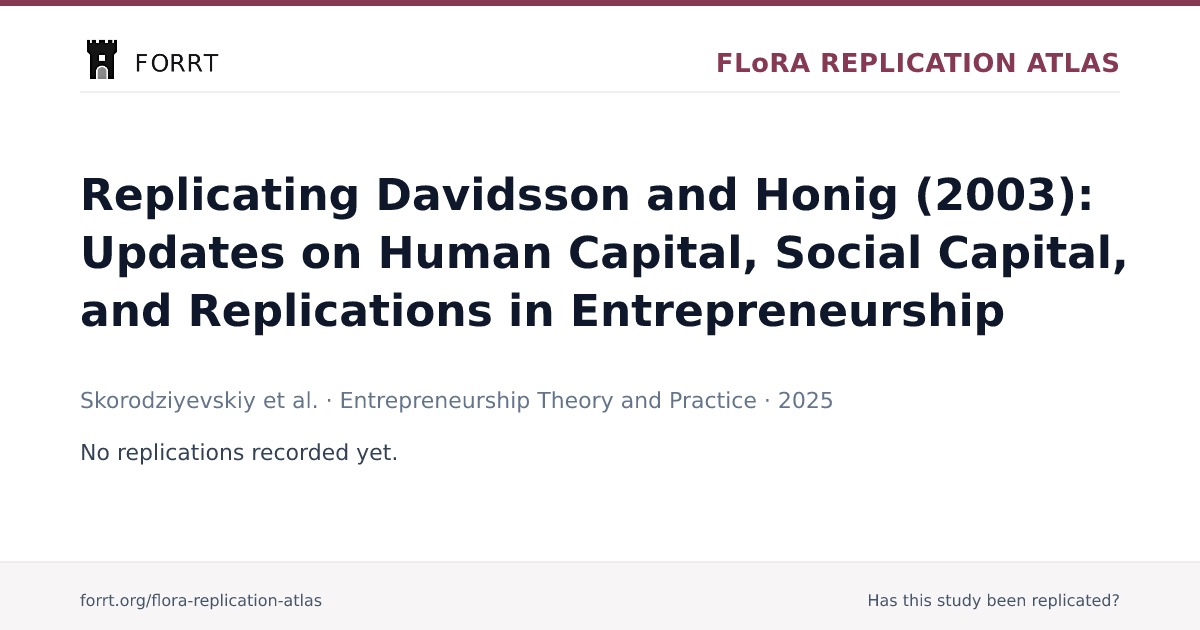 FORRT
FLoRA REPLICATION ATLAS
Replicating Davidsson and Honig (2003):
Updates on Human Capital, Social Capital,
and Replications in Entrepreneurship
Skorodziyevskiy et al. · Entrepreneurship Theory and Practice · 2025
No replications recorded yet.
forrt.org/flora-replication-atlas
Has this study been replicated?